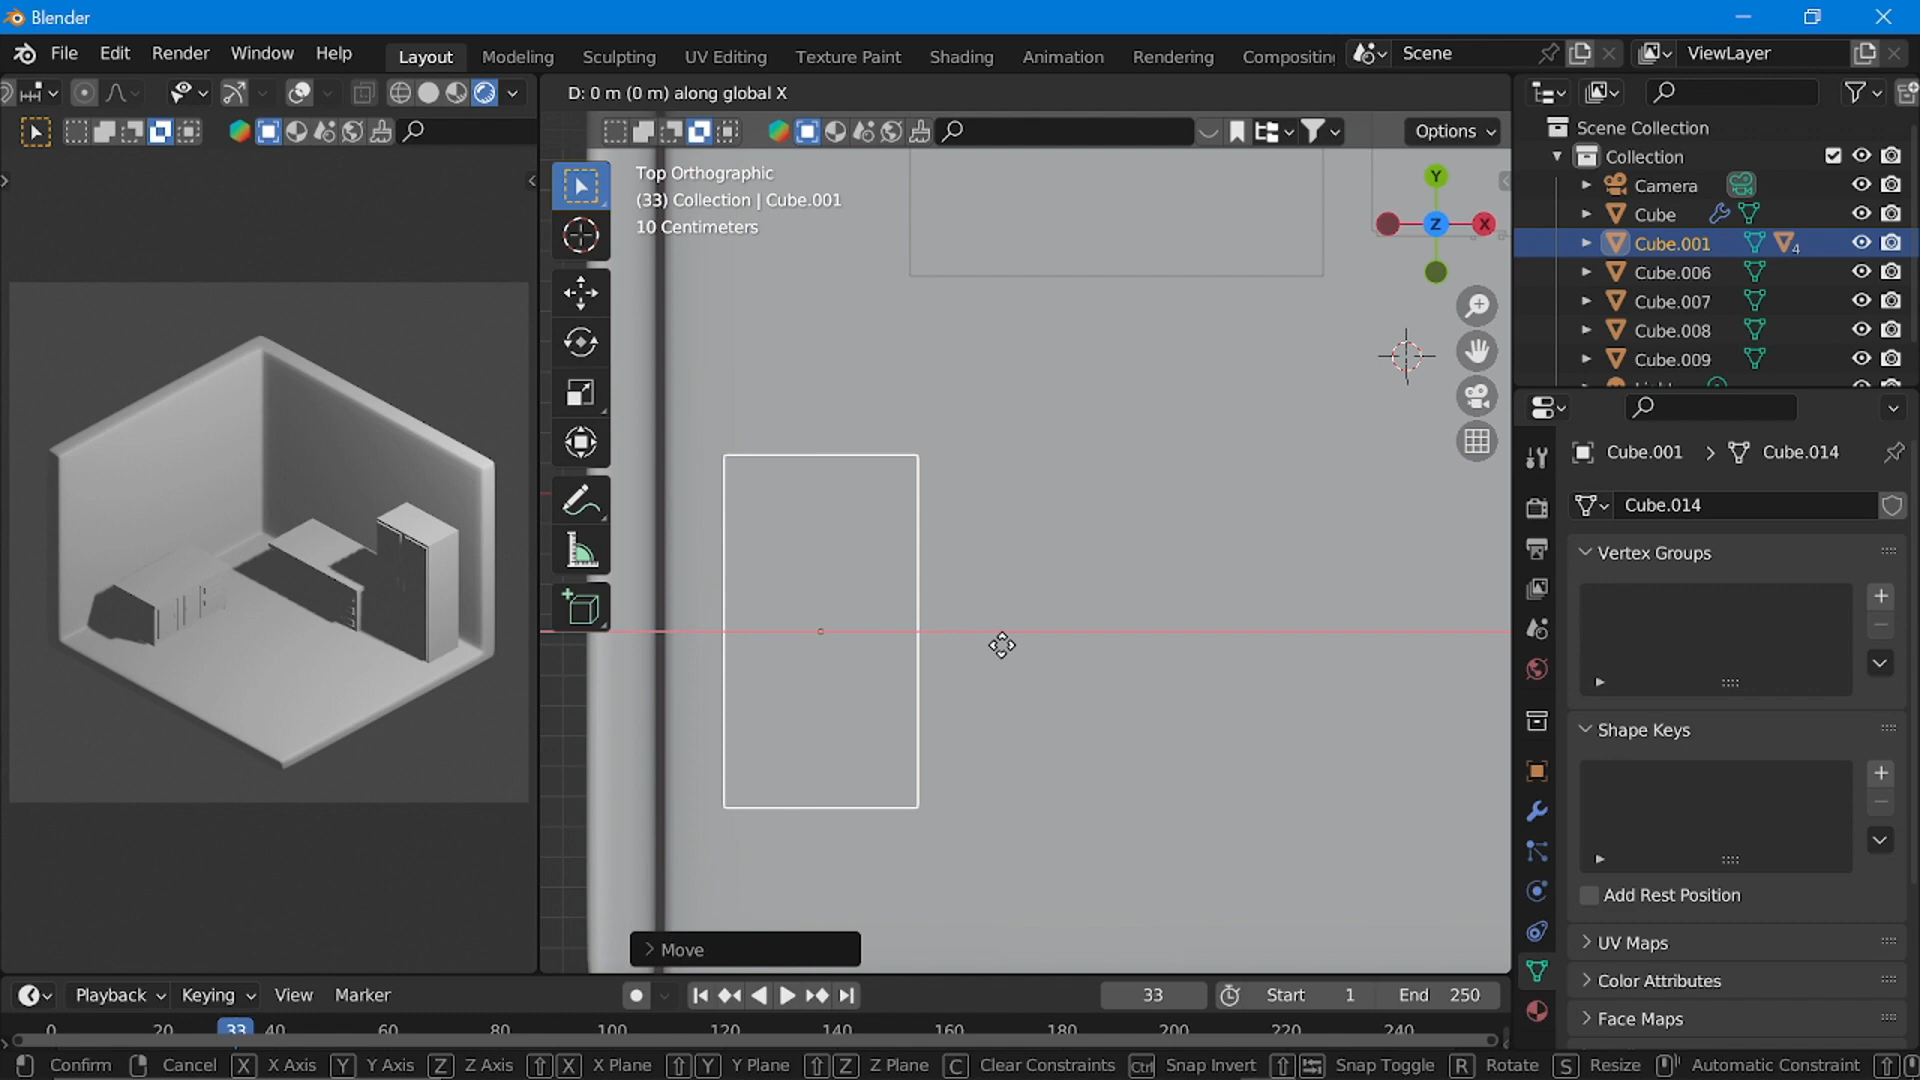 Blender
File Edit Render Window Help Layout Modeling Sculpting UV Editing Texture Paint Shading Animation Rendering Compositin Scene ViewLayer
D: 0 m (0 m) along global X
Options
Top Orthographic
(33) Collection | Cube.001
10 Centimeters
Y
Z
X
Scene Collection
Collection
Camera
Cube
Cube.001 4
Cube.006
Cube.007
Cube.008
Cube.009
Cube.001 > Cube.014
Cube.014
Vertex Groups
Shape Keys
Add Rest Position
UV Maps
Color Attributes
Face Maps
Move
Playback Keying View Marker 33 Start 1 End 250
0 20 33 40 60 80 100 120 140 160 180 200 220 240
Confirm Cancel X X Axis Y Y Axis Z Z Axis X X Plane Y Y Plane Z Z Plane C Clear Constraints Ctrl Snap Invert Snap Toggle R Rotate S Resize Automatic Constraint